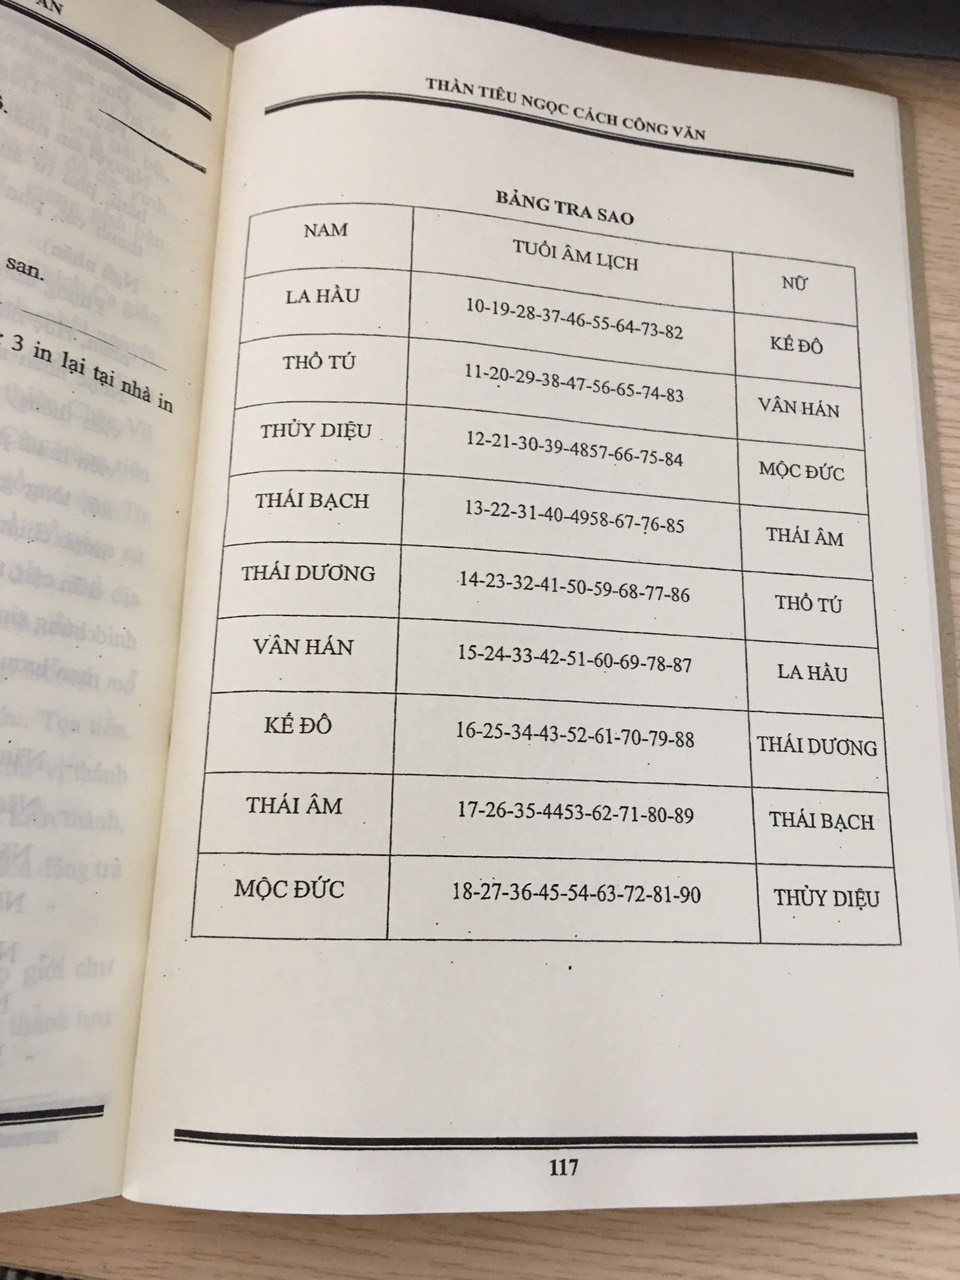 ÀN
6.
san.
: 3 in lại tại nhà in
THÀN TIÊU NGỌC CÁCH CÔNG VĂN
BẢNG TRA SAO
NAM TUỔI ÂM LỊCH NỮ
LA HẦU 10-19-28-37-46-55-64-73-82 KẾ ĐÔ
THỔ TÚ 11-20-29-38-47-56-65-74-83 VÂN HÁN
THỦY DIỆU 12-21-30-39-4857-66-75-84 MỘC ĐỨC
THÁI BẠCH 13-22-31-40-4958-67-76-85 THÁI ÂM
THÁI DƯƠNG 14-23-32-41-50-59-68-77-86 THỔ TÚ
VÂN HÁN 15-24-33-42-51-60-69-78-87 LA HẦU
KẾ ĐÔ 16-25-34-43-52-61-70-79-88 THÁI DƯƠNG
THÁI ÂM 17-26-35-4453-62-71-80-89 THÁI BẠCH
MỘC ĐỨC 18-27-36-45-54-63-72-81-90 THỦY DIỆU
117